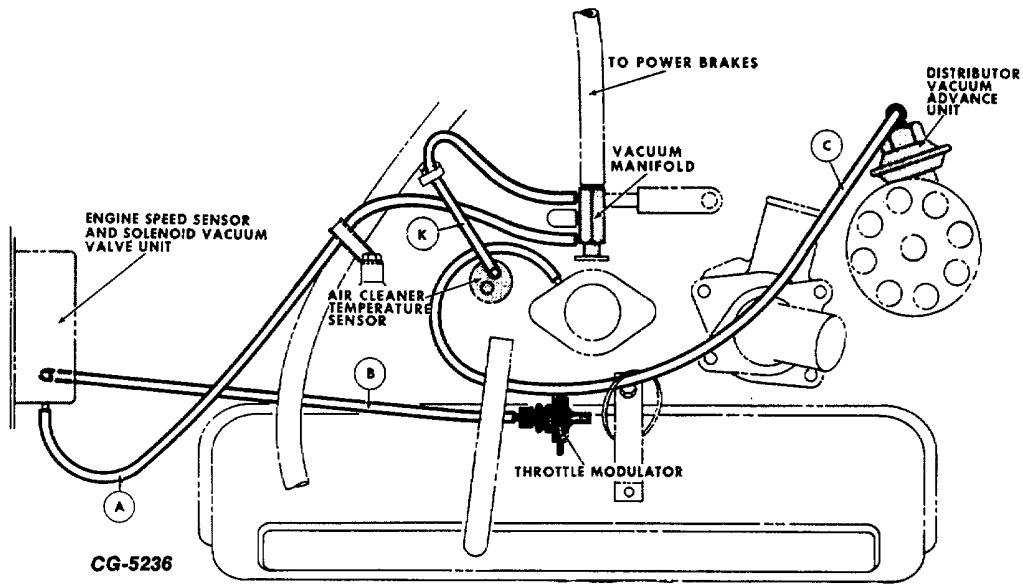 TO POWER BRAKES
DISTRIBUTOR
VACUUM
ADVANCE
UNIT
C
VACUUM
MANIFOLD
ENGINE SPEED SENSOR
AND SOLENOID VACUUM
VALVE UNIT
K
AIR CLEANER
TEMPERATURE
SENSOR
B
THROTTLE MODULATOR
A
CG-5236